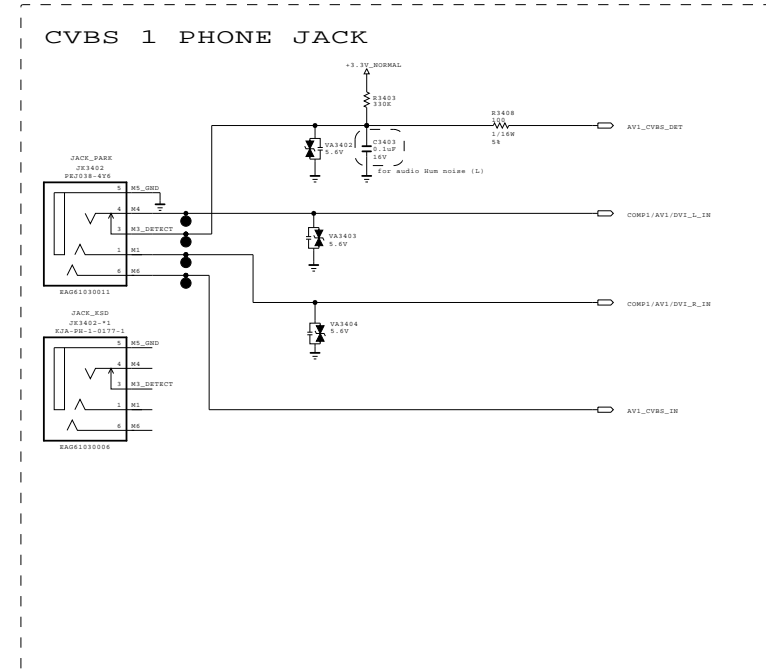 CVBS 1 PHONE JACK
+3.3V_NORMAL
R3403
330K
R3408
100
1/16W
5%
AV1_CVBS_DET
VA3402
5.6V
C3403
0.1uF
16V
for audio Hum noise (L)
JACK_PARK
JK3402
PEJ038-4Y6
5 M5_GND
4 M4
3 M3_DETECT
1 M1
6 M6
EAG61030011
COMP1/AV1/DVI_L_IN
VA3403
5.6V
COMP1/AV1/DVI_R_IN
VA3404
5.6V
JACK_KSD
JK3402-*1
KJA-PH-1-0177-1
5 M5_GND
4 M4
3 M3_DETECT
1 M1
6 M6
EAG61030006
AV1_CVBS_IN